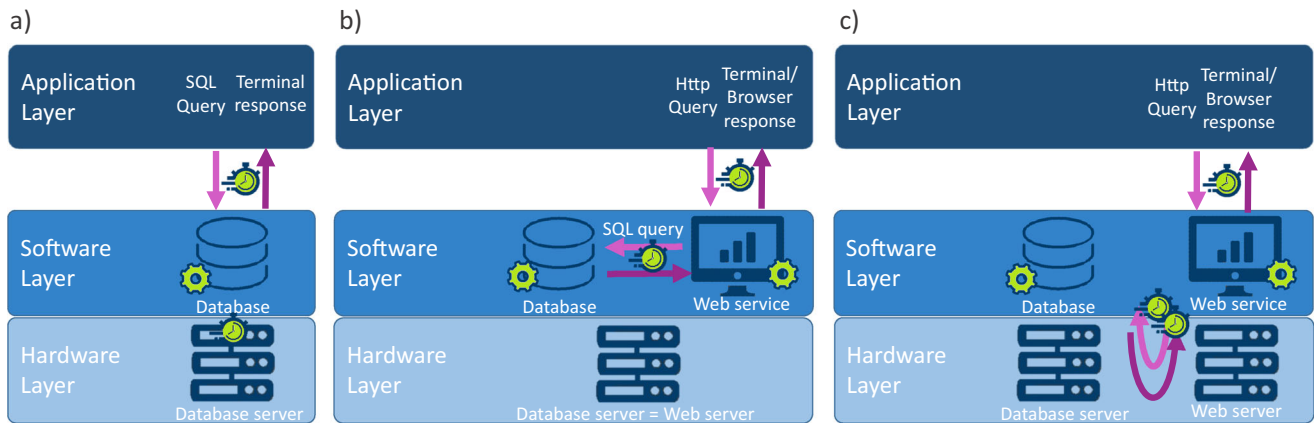 a)
Application
Layer
SQL
Query
Terminal
response
Software
Layer
Database
Hardware
Layer
Database server
b)
Application
Layer
Http
Query
Terminal/
Browser
response
Software
Layer
SQL query
Database
Web service
Hardware
Layer
Database server = Web server
c)
Application
Layer
Http
Query
Terminal/
Browser
response
Software
Layer
Database
Web service
Hardware
Layer
Database server
Web server